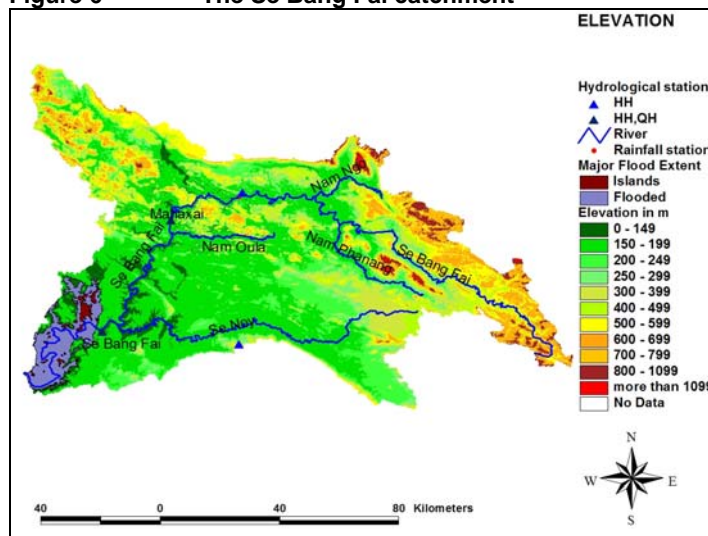 Figure 6 The Se Bang Fai catchment
ELEVATION
Hydrological station
HH
HH,QH
River
Rainfall station
Major Flood Extent
Islands
Flooded
Elevation in m
0 - 149
150 - 199
200 - 249
250 - 299
300 - 399
400 - 499
500 - 599
600 - 699
700 - 799
800 - 1099
more than 1099
No Data
Mahaxai
Nam Oula
Se Bang Fai
Nam Phanang
Se Bang Fai
Se Noy
Se Bang Fai
N
W E
S
40 0 40 80 Kilometers